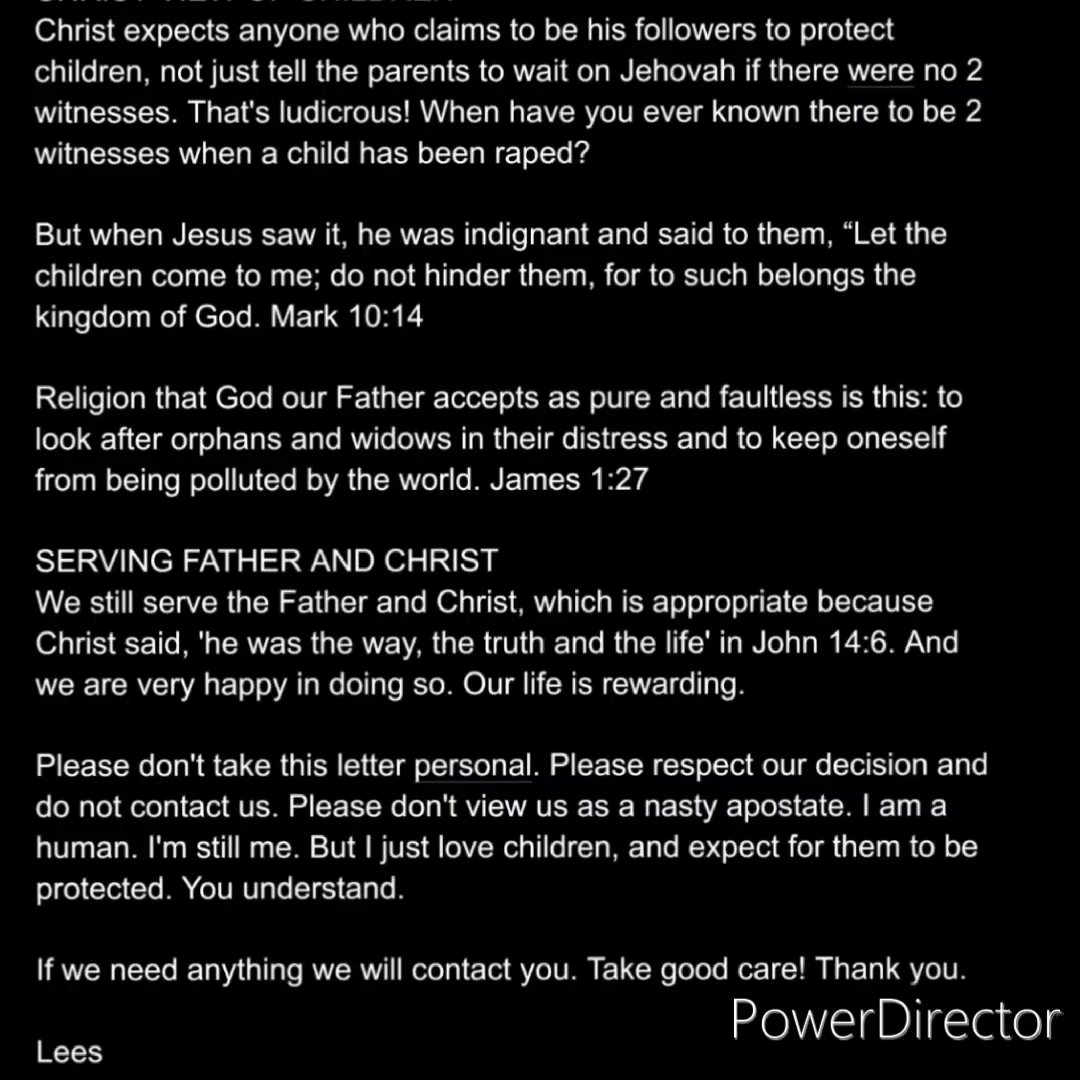 Christ expects anyone who claims to be his followers to protect
children, not just tell the parents to wait on Jehovah if there were no 2
witnesses. That's ludicrous! When have you ever known there to be 2
witnesses when a child has been raped?
But when Jesus saw it, he was indignant and said to them, “Let the
children come to me; do not hinder them, for to such belongs the
kingdom of God. Mark 10:14
Religion that God our Father accepts as pure and faultless is this: to
look after orphans and widows in their distress and to keep oneself
from being polluted by the world. James 1:27
SERVING FATHER AND CHRIST
We still serve the Father and Christ, which is appropriate because
Christ said, 'he was the way, the truth and the life' in John 14:6. And
we are very happy in doing so. Our life is rewarding.
Please don't take this letter personal. Please respect our decision and
do not contact us. Please don't view us as a nasty apostate. I am a
human. I'm still me. But I just love children, and expect for them to be
protected. You understand.
If we need anything we will contact you. Take good care! Thank you.
PowerDirector
Lees